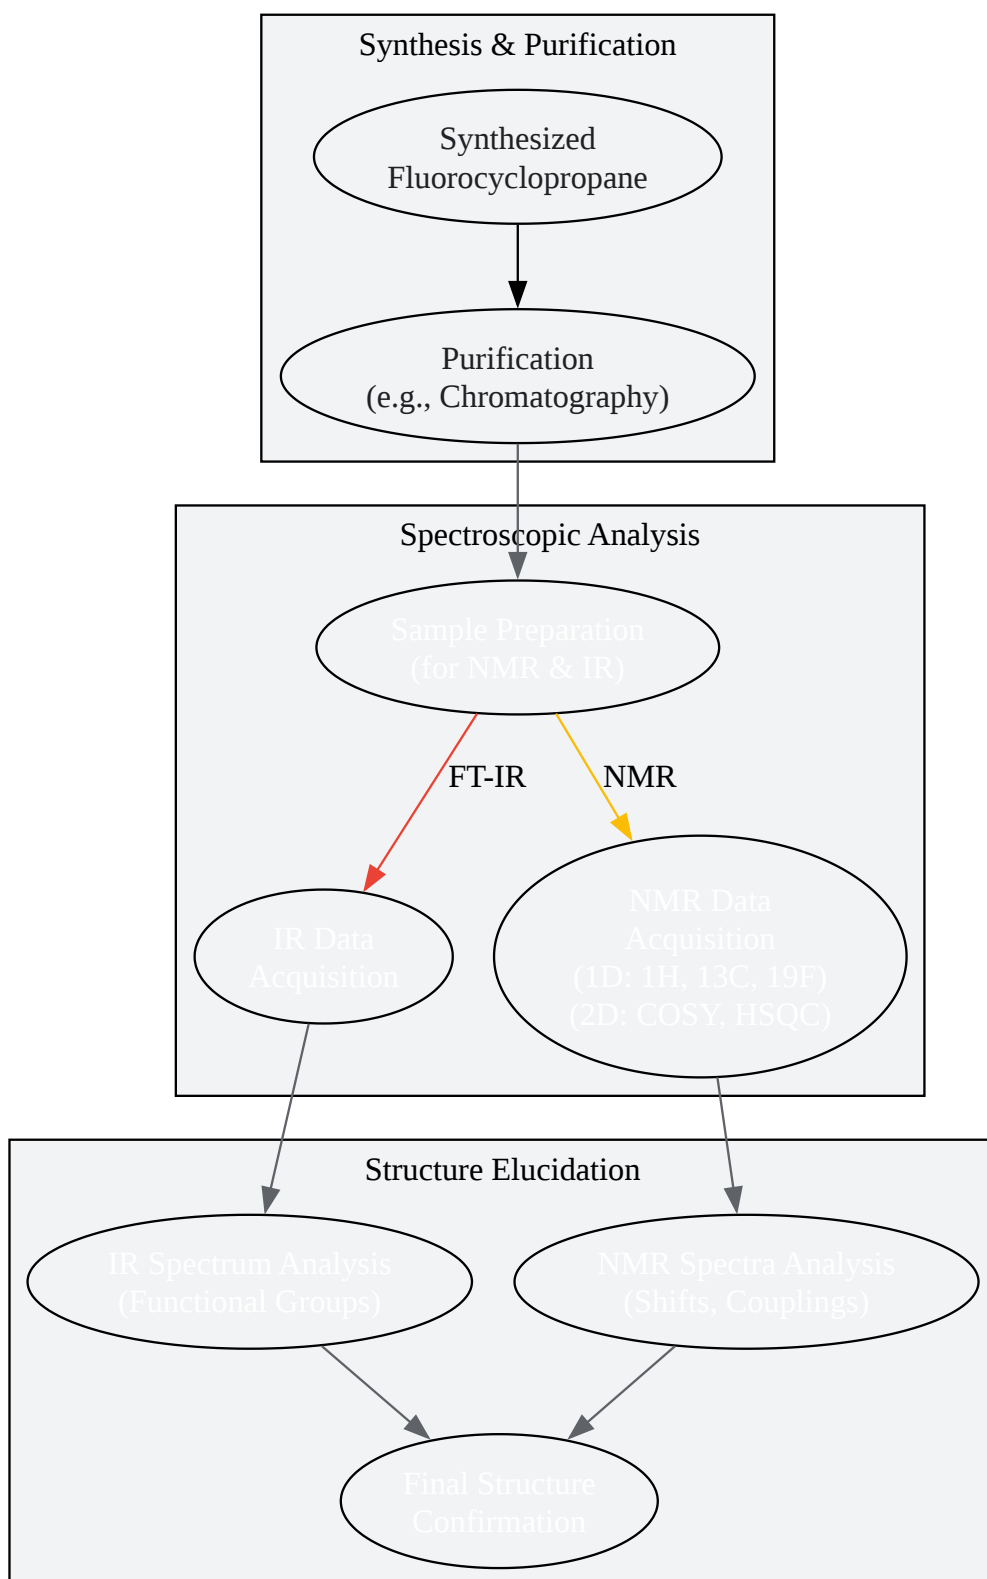 Synthesis & Purification
Synthesized
Fluorocyclopropane
Purification
(e.g., Chromatography)
Spectroscopic Analysis
Sample Preparation
(for NMR & IR)
FT-IR
NMR
IR Data
Acquisition
NMR Data
Acquisition
(1D: 1H, 13C, 19F)
(2D: COSY, HSQC)
Structure Elucidation
IR Spectrum Analysis
(Functional Groups)
NMR Spectra Analysis
(Shifts, Couplings)
Final Structure
Confirmation